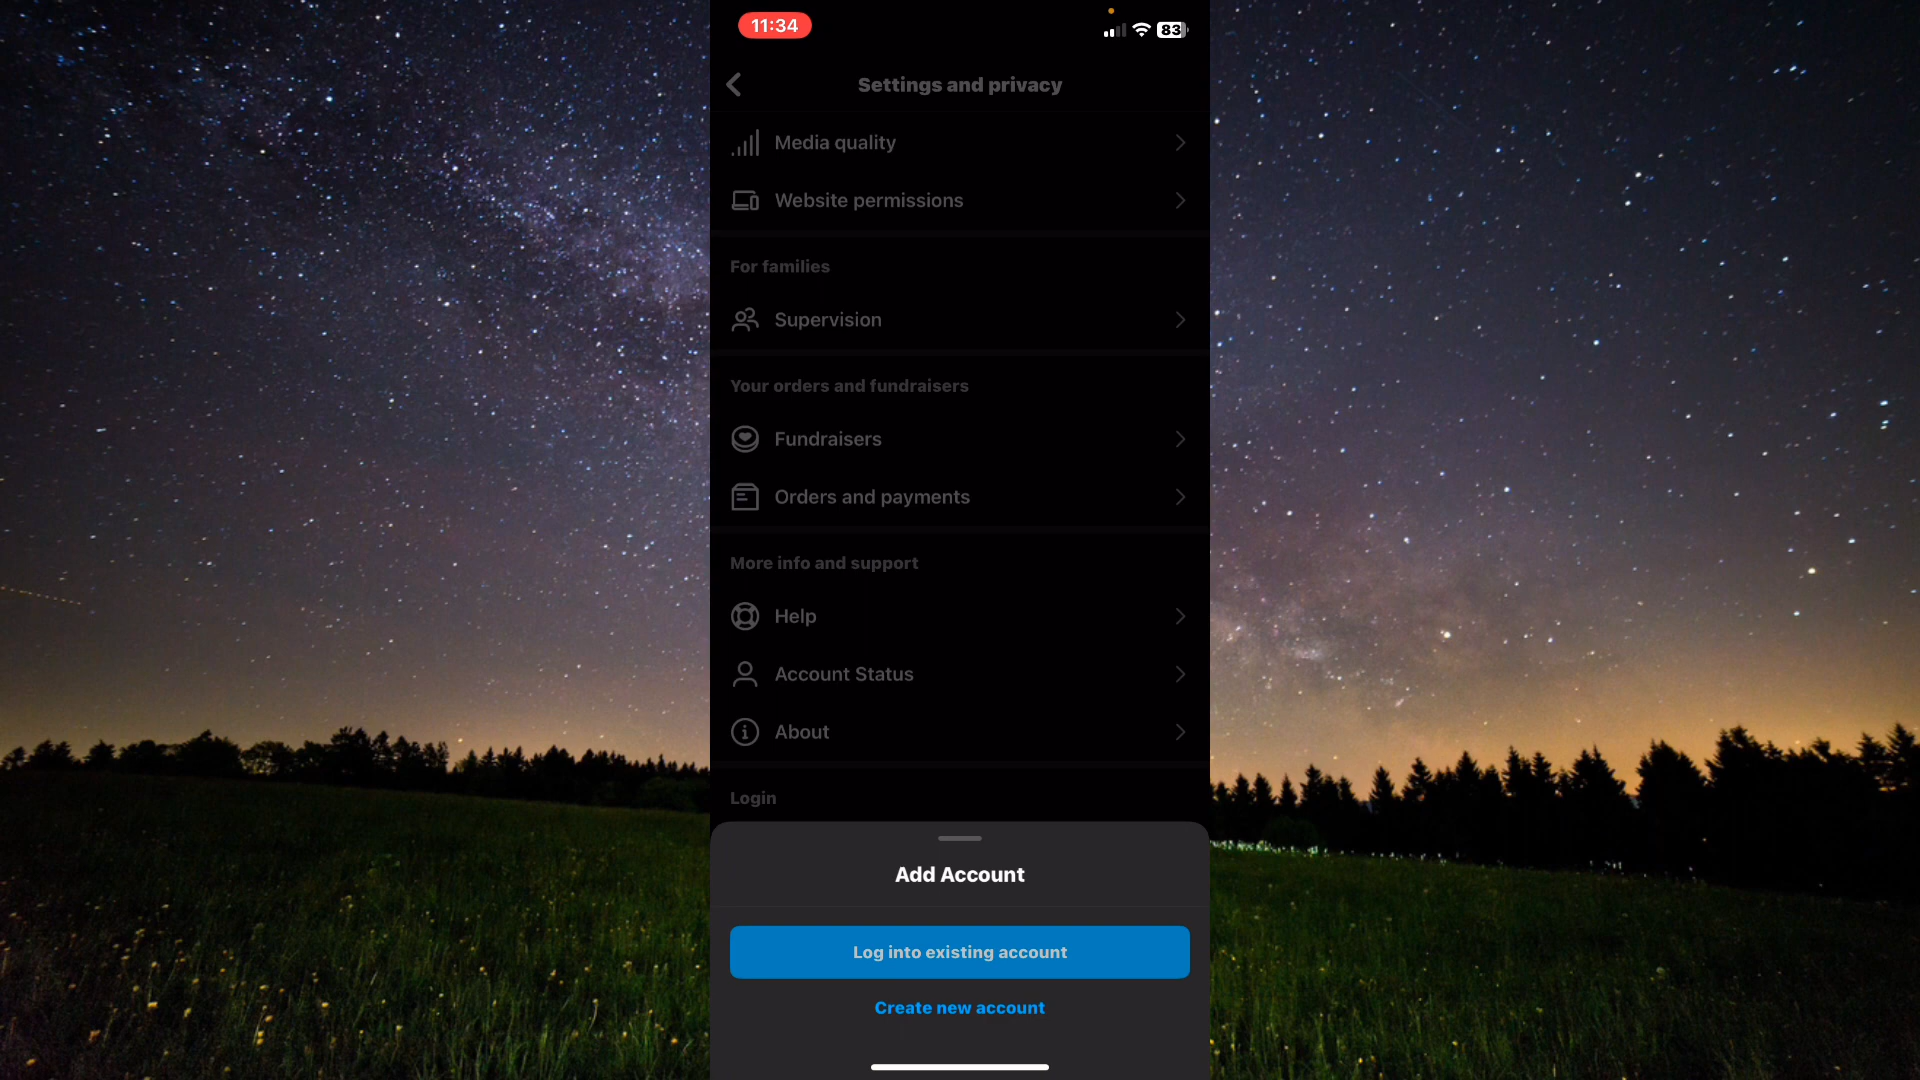 11:34
83
Settings and privacy
Media quality
Website permissions
For families
Supervision
Your orders and fundraisers
Fundraisers
Orders and payments
More info and support
Help
Account Status
About
Login
Add Account
Log into existing account
Create new account